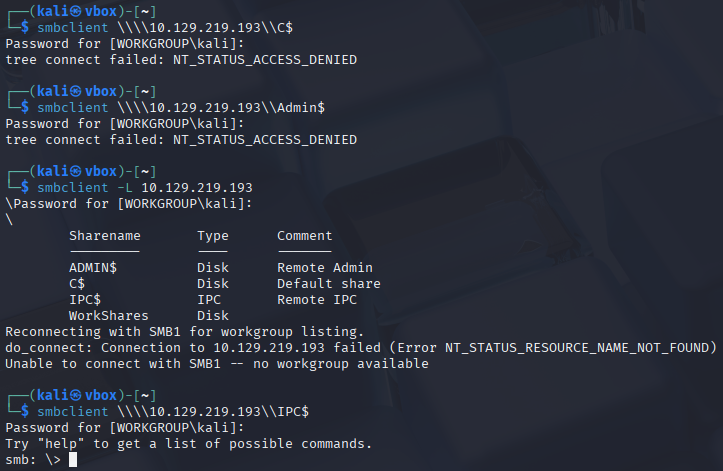 ┌──(kali㉿vbox)-[~]
└─$ smbclient \\\\10.129.219.193\\C$
Password for [WORKGROUP\kali]:
tree connect failed: NT_STATUS_ACCESS_DENIED
┌──(kali㉿vbox)-[~]
└─$ smbclient \\\\10.129.219.193\\Admin$
Password for [WORKGROUP\kali]:
tree connect failed: NT_STATUS_ACCESS_DENIED
┌──(kali㉿vbox)-[~]
└─$ smbclient -L 10.129.219.193
\Password for [WORKGROUP\kali]:
\
Sharename       Type      Comment
---------       ----      -------
ADMIN$          Disk      Remote Admin
C$              Disk      Default share
IPC$            IPC       Remote IPC
WorkShares      Disk
Reconnecting with SMB1 for workgroup listing.
do_connect: Connection to 10.129.219.193 failed (Error NT_STATUS_RESOURCE_NAME_NOT_FOUND)
Unable to connect with SMB1 -- no workgroup available
┌──(kali㉿vbox)-[~]
└─$ smbclient \\\\10.129.219.193\\IPC$
Password for [WORKGROUP\kali]:
Try "help" to get a list of possible commands.
smb: \>